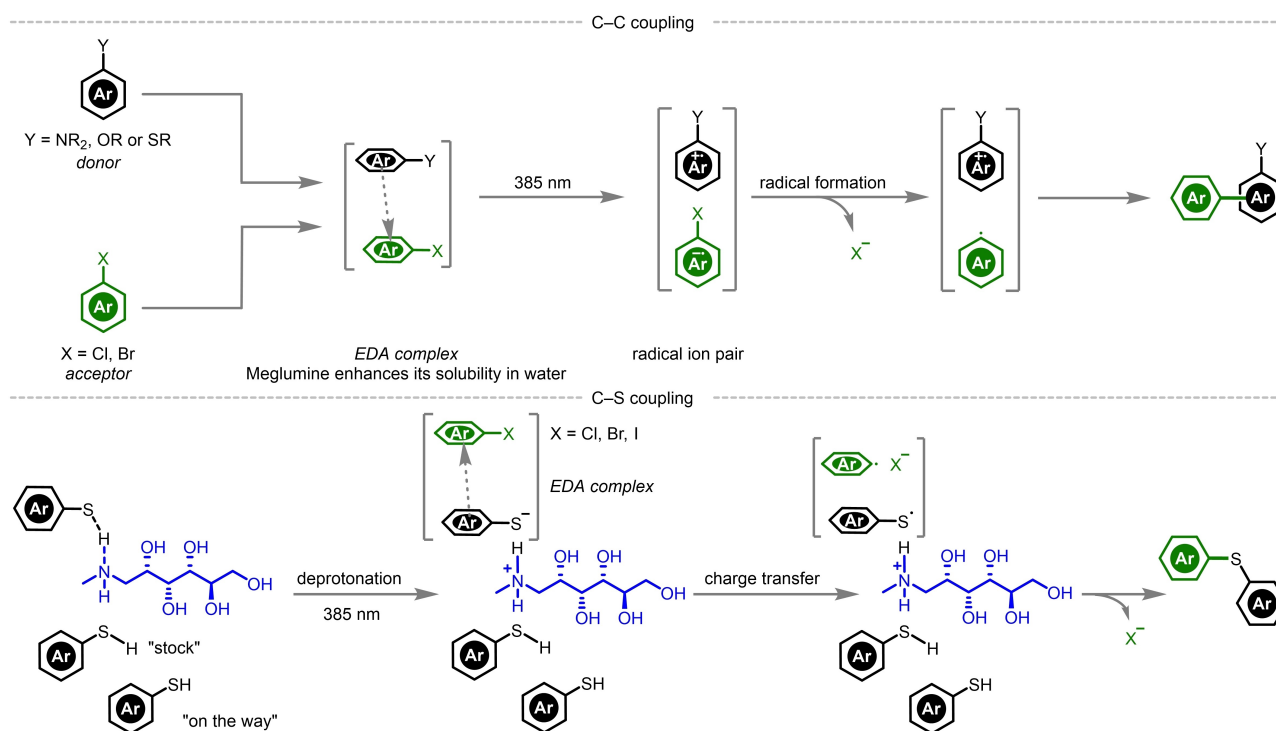 C–C coupling
Y
Ar
Y = NR2, OR or SR
donor
X
Ar
X = Cl, Br
acceptor
Ar Y
Ar X
EDA complex
Meglumine enhances its solubility in water
385 nm
Y
+·
Ar
X
–·
Ar
radical ion pair
radical formation
X–
Y
+·
Ar
·
Ar
Y
Ar Ar
C–S coupling
Ar S
H
N
H
OH OH
OH OH
OH
Ar S
H
"stock"
Ar SH
"on the way"
deprotonation
385 nm
Ar X
X = Cl, Br, I
EDA complex
Ar S–
H
+
N
H
OH OH
OH OH
OH
Ar S
H
Ar SH
charge transfer
Ar · X–
Ar S·
H
+
N
H
OH OH
OH OH
OH
Ar S
H
Ar SH
X–
Ar S
Ar